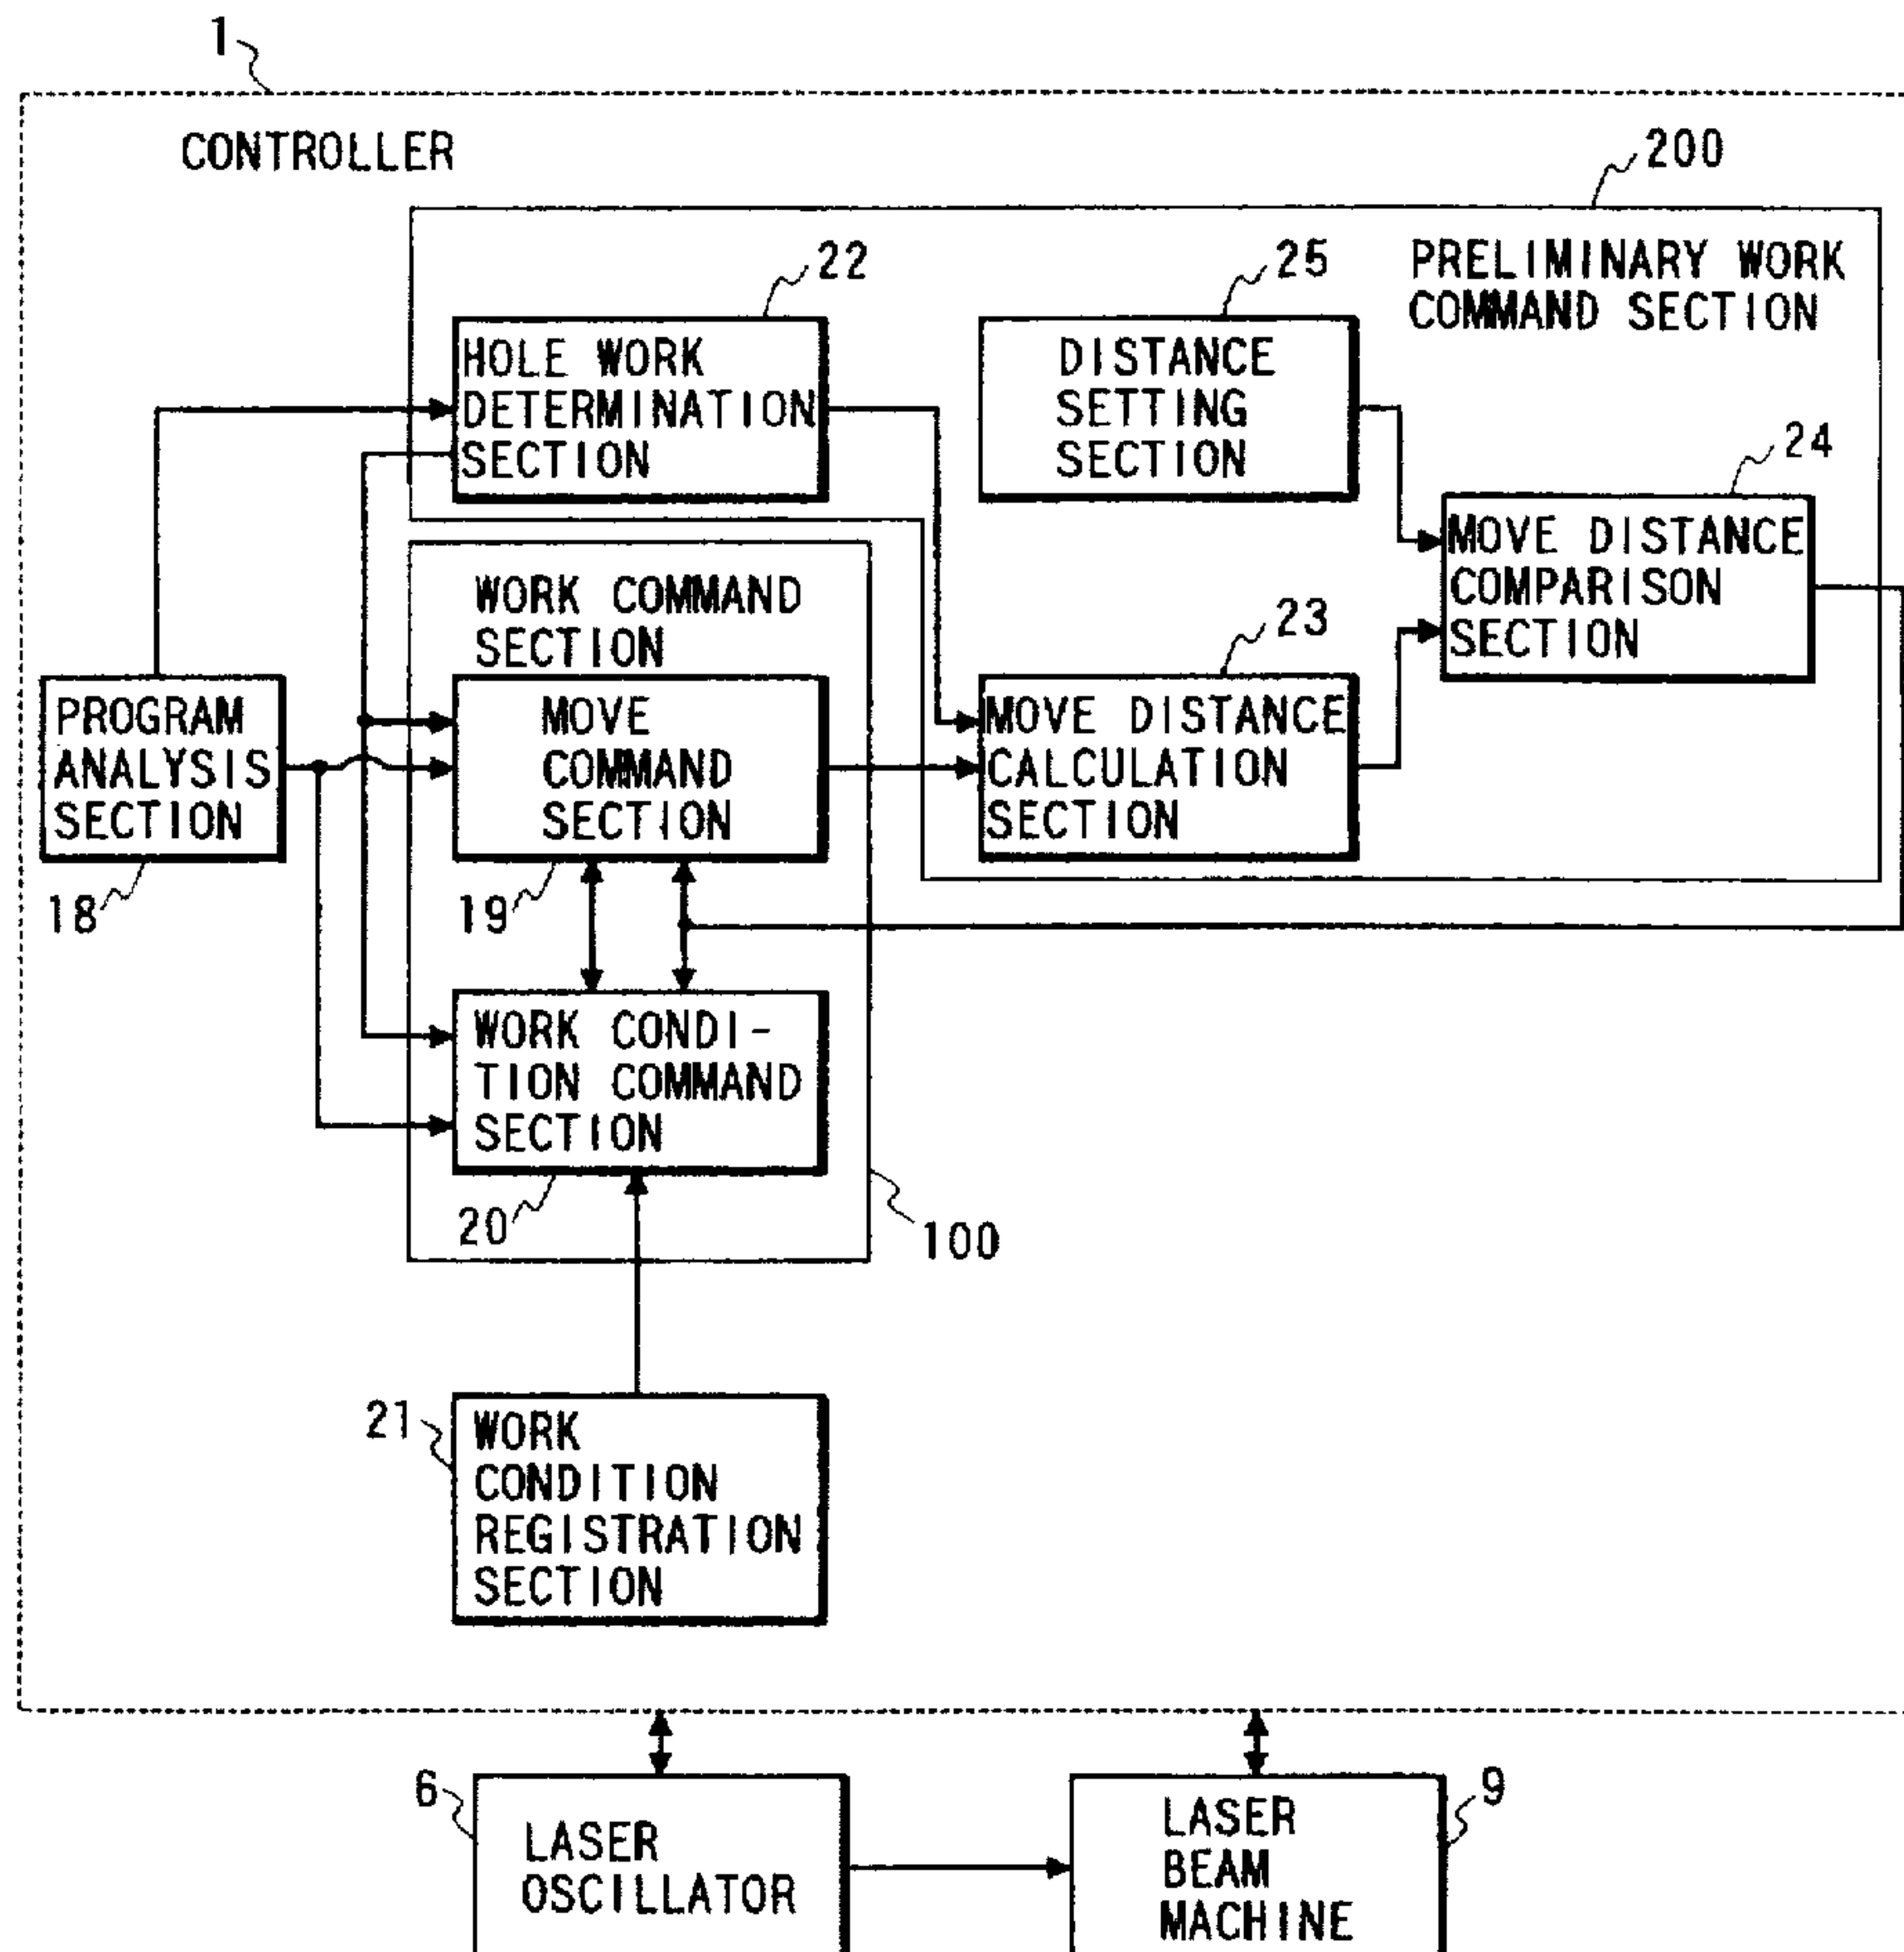 1
CONTROLLER
200
PRELIMINARY WORK
COMMAND SECTION
22
HOLE WORK
DETERMINATION
SECTION
25
DISTANCE
SETTING
SECTION
24
MOVE DISTANCE
COMPARISON
SECTION
WORK COMMAND
SECTION
23
PROGRAM
ANALYSIS
SECTION
18
MOVE
COMMAND
SECTION
19
MOVE DISTANCE
CALCULATION
SECTION
WORK CONDI-
TION COMMAND
SECTION
20
100
21
WORK
CONDITION
REGISTRATION
SECTION
6
LASER
OSCILLATOR
9
LASER
BEAM
MACHINE